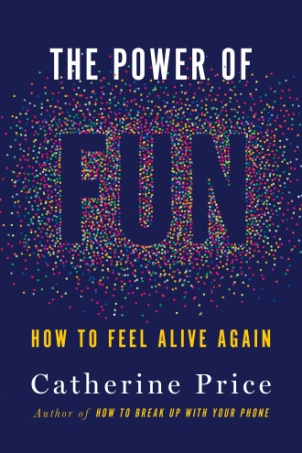 THE POWER OF
FUN
HOW TO FEEL ALIVE AGAIN
Catherine Price
Author of HOW TO BREAK UP WITH YOUR PHONE